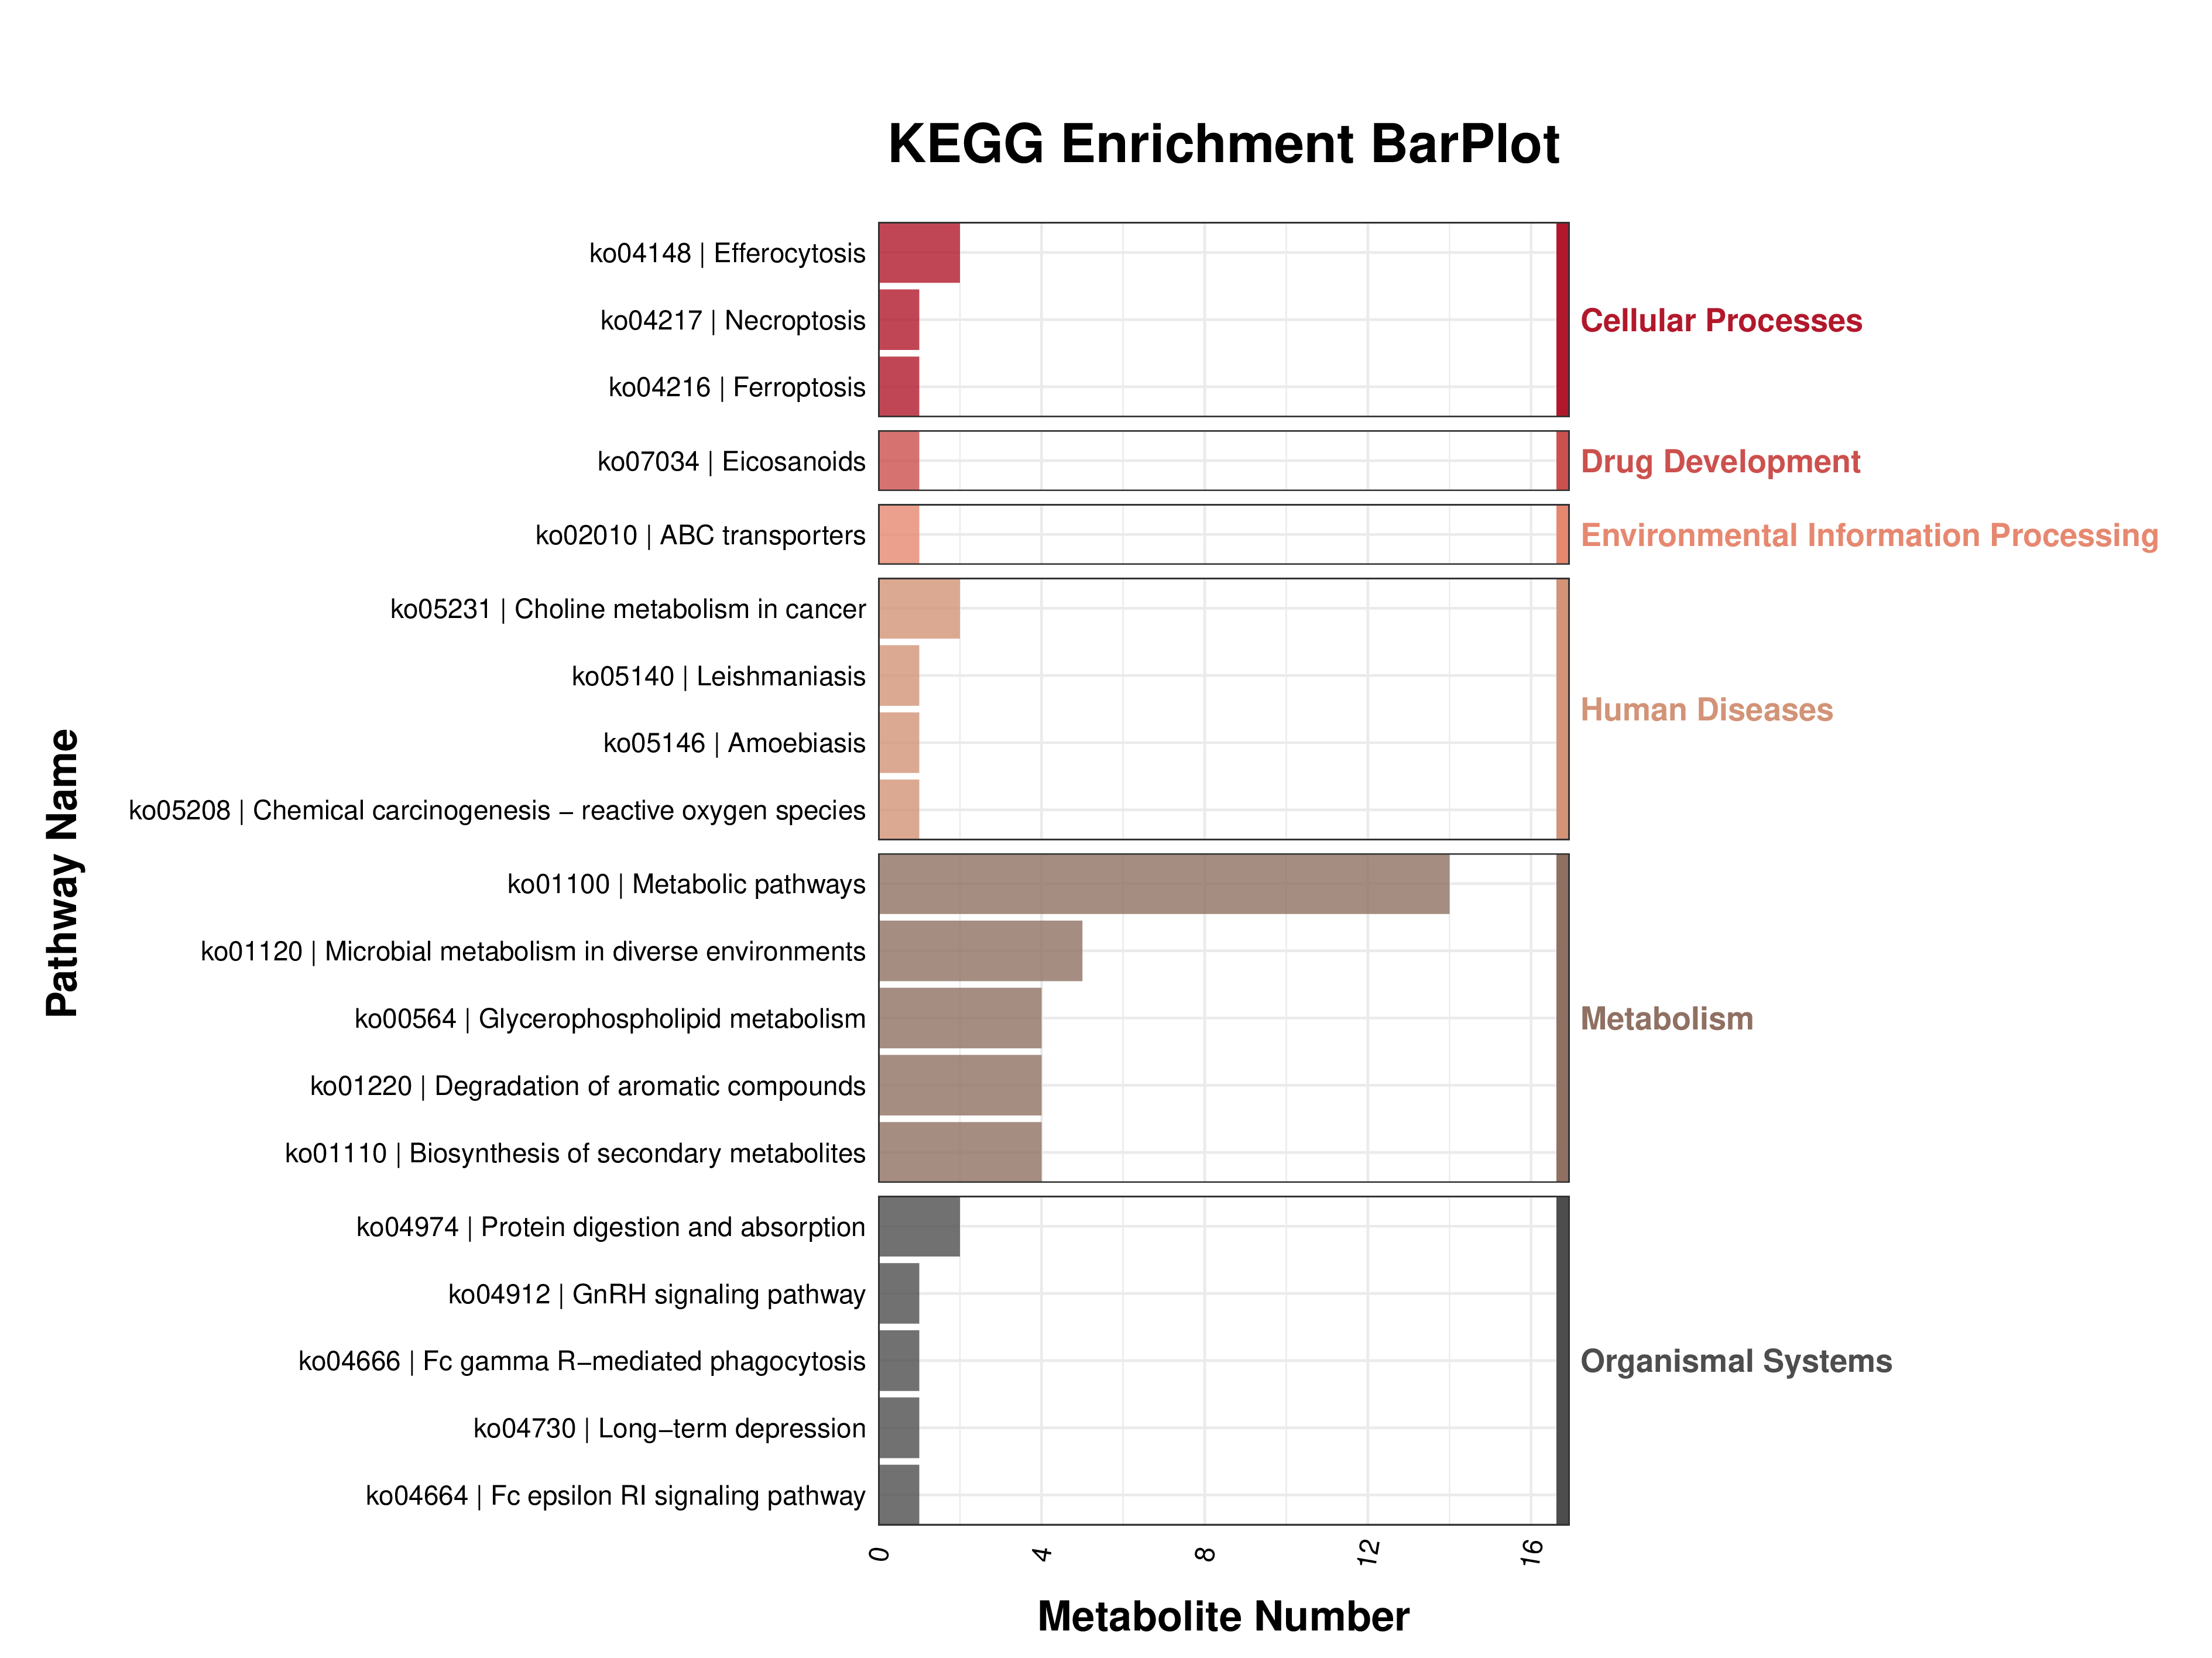 KEGG Enrichment BarPlot
ko04148 | Efferocytosis
ko04217 | Necroptosis
ko04216 | Ferroptosis
Cellular Processes
ko07034 | Eicosanoids
Drug Development
ko02010 | ABC transporters
Environmental Information Processing
ko05231 | Choline metabolism in cancer
ko05140 | Leishmaniasis
ko05146 | Amoebiasis
ko05208 | Chemical carcinogenesis − reactive oxygen species
Human Diseases
ko01100 | Metabolic pathways
ko01120 | Microbial metabolism in diverse environments
ko00564 | Glycerophospholipid metabolism
ko01220 | Degradation of aromatic compounds
ko01110 | Biosynthesis of secondary metabolites
Metabolism
ko04974 | Protein digestion and absorption
ko04912 | GnRH signaling pathway
ko04666 | Fc gamma R−mediated phagocytosis
ko04730 | Long−term depression
ko04664 | Fc epsilon RI signaling pathway
Organismal Systems
Pathway Name
0
4
8
12
16
Metabolite Number